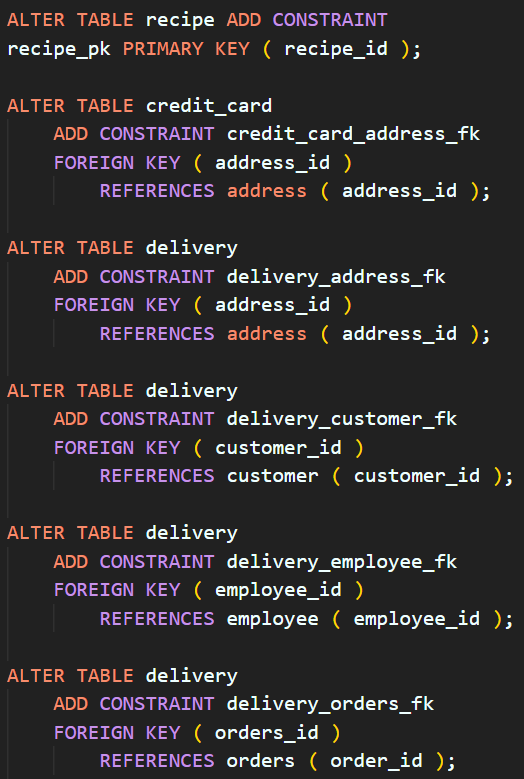 ALTER TABLE recipe ADD CONSTRAINT
recipe_pk PRIMARY KEY ( recipe_id );
ALTER TABLE credit_card
ADD CONSTRAINT credit_card_address_fk
FOREIGN KEY ( address_id )
REFERENCES address ( address_id );
ALTER TABLE delivery
ADD CONSTRAINT delivery_address_fk
FOREIGN KEY ( address_id )
REFERENCES address ( address_id );
ALTER TABLE delivery
ADD CONSTRAINT delivery_customer_fk
FOREIGN KEY ( customer_id )
REFERENCES customer ( customer_id );
ALTER TABLE delivery
ADD CONSTRAINT delivery_employee_fk
FOREIGN KEY ( employee_id )
REFERENCES employee ( employee_id );
ALTER TABLE delivery
ADD CONSTRAINT delivery_orders_fk
FOREIGN KEY ( orders_id )
REFERENCES orders ( order_id );